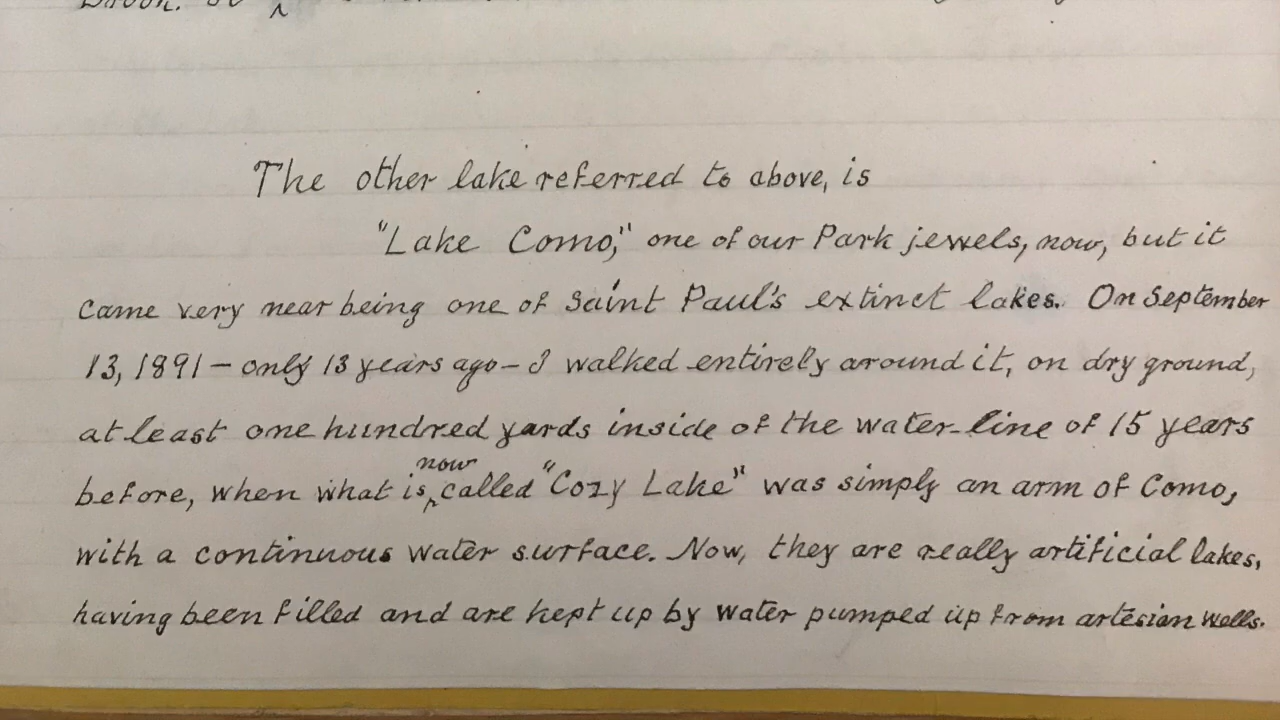 The other lake referred to above, is
"Lake Como," one of our Park jewels, now, but it
came very near being one of Saint Paul's extinct lakes. On September
13, 1891 – only 13 years ago – I walked entirely around it, on dry ground,
at least one hundred yards inside of the water-line of 15 years
now
before, when what is ‸ called "Cozy Lake" was simply an arm of Como,
with a continuous water surface. Now, they are really artificial lakes,
having been filled and are kept up by water pumped up from artesian wells.